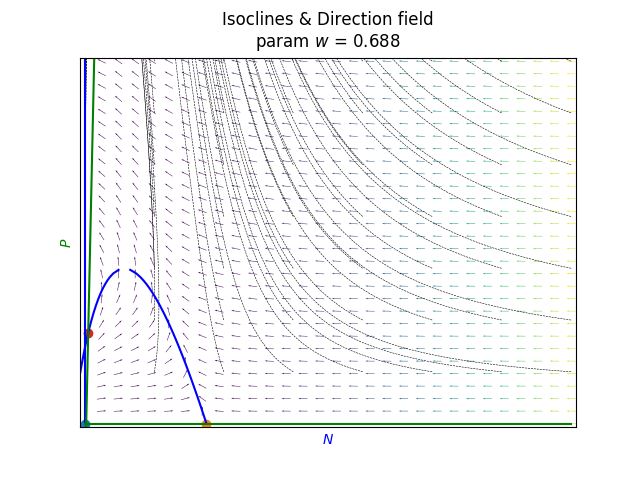 Isoclines & Direction field
param w = 0.688
P
N